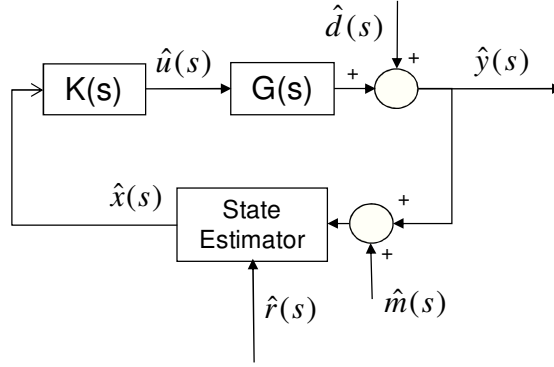 d̂(s)
û(s)
ŷ(s)
K(s)
G(s)
+
+
x̂(s)
State
Estimator
+
+
m̂(s)
r̂(s)